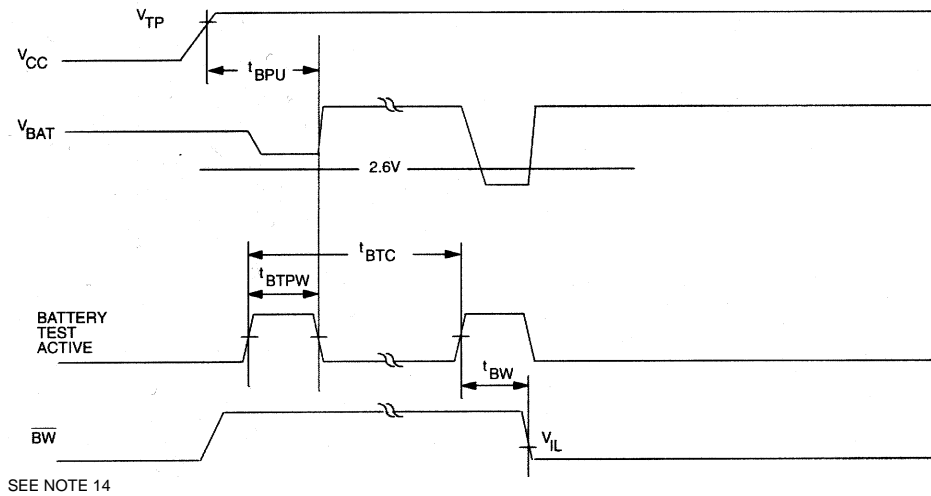 VTP
VCC
tBPU
VBAT
2.6V
tBTC
tBTPW
BATTERY
TEST
ACTIVE
tBW
BW
VIL
SEE NOTE 14